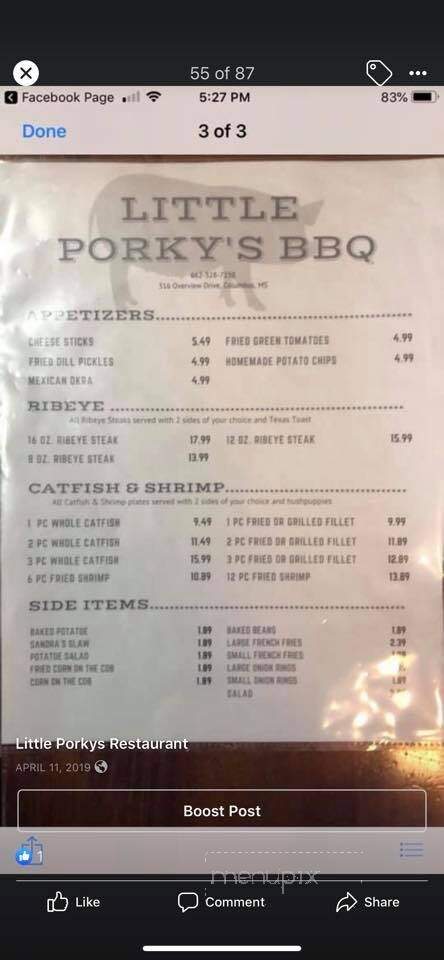 55 of 87
Facebook Page 5:27 PM 83%
Done 3 of 3
LITTLE
PORKY'S BBQ
516 Overview Drive, Columbus, MS
APPETIZERS
CHEESE STICKS 5.49 FRIED GREEN TOMATOES 4.99
FRIED DILL PICKLES 4.99 HOMEMADE POTATO CHIPS 4.99
MEXICAN OKRA 4.99
RIBEYE
All Ribeye Steaks served with 2 sides of your choice and Texas Toast
16 OZ. RIBEYE STEAK 17.99 12 OZ. RIBEYE STEAK 15.99
8 OZ. RIBEYE STEAK 13.99
CATFISH & SHRIMP
All Catfish & Shrimp plates served with 2 sides of your choice and hushpuppies
1 PC WHOLE CATFISH 9.49 1 PC FRIED OR GRILLED FILLET 9.99
2 PC WHOLE CATFISH 11.49 2 PC FRIED OR GRILLED FILLET 11.89
3 PC WHOLE CATFISH 15.99 3 PC FRIED OR GRILLED FILLET 12.89
6 PC FRIED SHRIMP 10.89 12 PC FRIED SHRIMP 13.89
SIDE ITEMS
BAKED POTATOE 1.89 BAKED BEANS 1.89
SANDRA'S SLAW 1.89 LARGE FRENCH FRIES 2.39
POTATOE SALAD 1.89 SMALL FRENCH FRIES
FRIED CORN ON THE COB 1.89 LARGE ONION RINGS
CORN ON THE COB 1.89 SMALL ONION RINGS 1.89
SALAD
Little Porkys Restaurant
APRIL 11, 2019
Boost Post
1
menupix
Like Comment Share